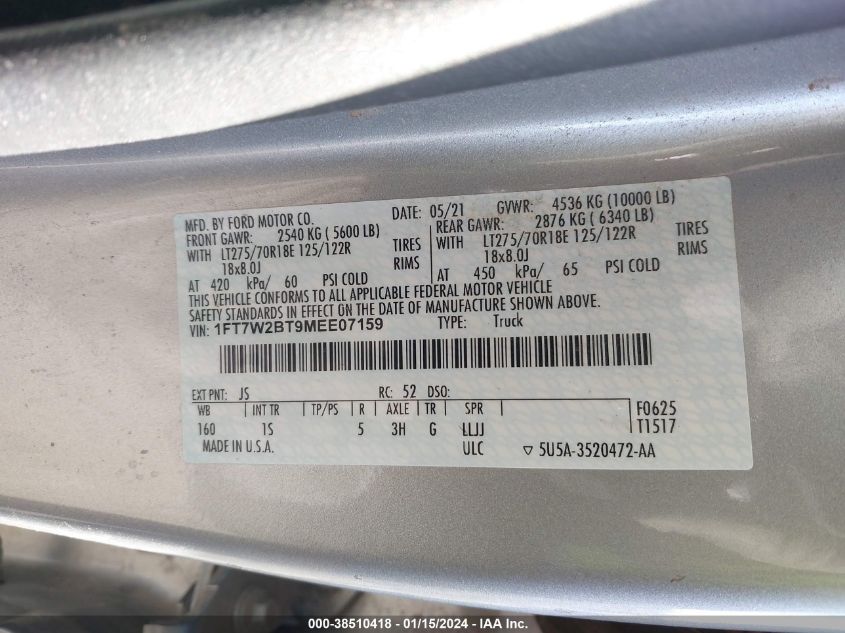 MFD. BY FORD MOTOR CO. DATE: 05/21 GVWR: 4536 KG (10000 LB)
FRONT GAWR: 2540 KG ( 5600 LB) REAR GAWR: 2876 KG ( 6340 LB)
WITH LT275/70R18E 125/122R TIRES WITH LT275/70R18E 125/122R TIRES
18x8.0J RIMS 18x8.0J RIMS
AT 420 kPa/ 60 PSI COLD AT 450 kPa/ 65 PSI COLD
THIS VEHICLE CONFORMS TO ALL APPLICABLE FEDERAL MOTOR VEHICLE
SAFETY STANDARDS IN EFFECT ON THE DATE OF MANUFACTURE SHOWN ABOVE.
VIN: 1FT7W2BT9MEE07159 TYPE: Truck
EXT PNT: JS RC: 52 DSO:
WB INT TR TP/PS R AXLE TR SPR F0625
160 1S 5 3H G LLJJ T1517
MADE IN U.S.A. ULC ▽ 5U5A-3520472-AA
000-38510418 - 01/15/2024 - IAA Inc.